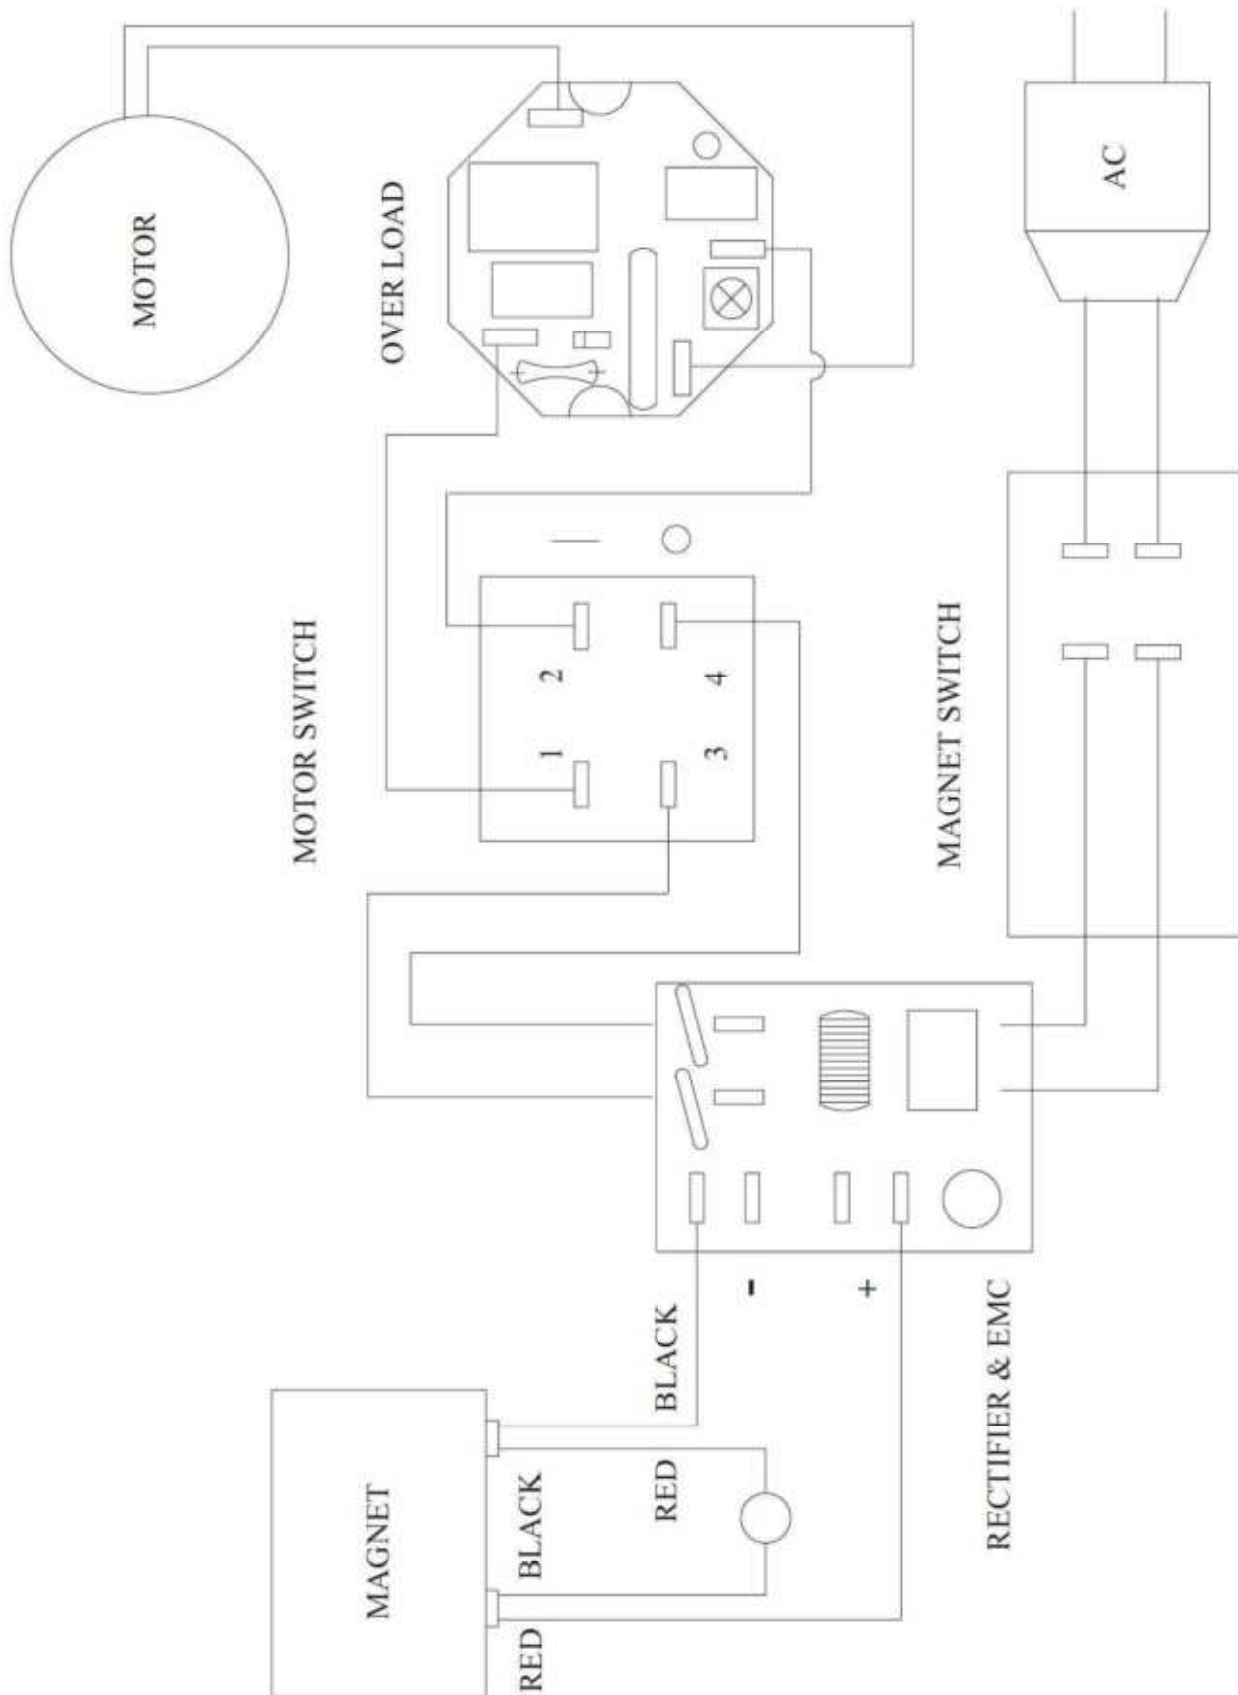 MOTOR
MOTOR SWITCH
MAGNET
OVER LOAD
RED
BLACK
1
2
RED
BLACK
3
4
-
+
MAGNET SWITCH
RECTIFIER & EMC
AC